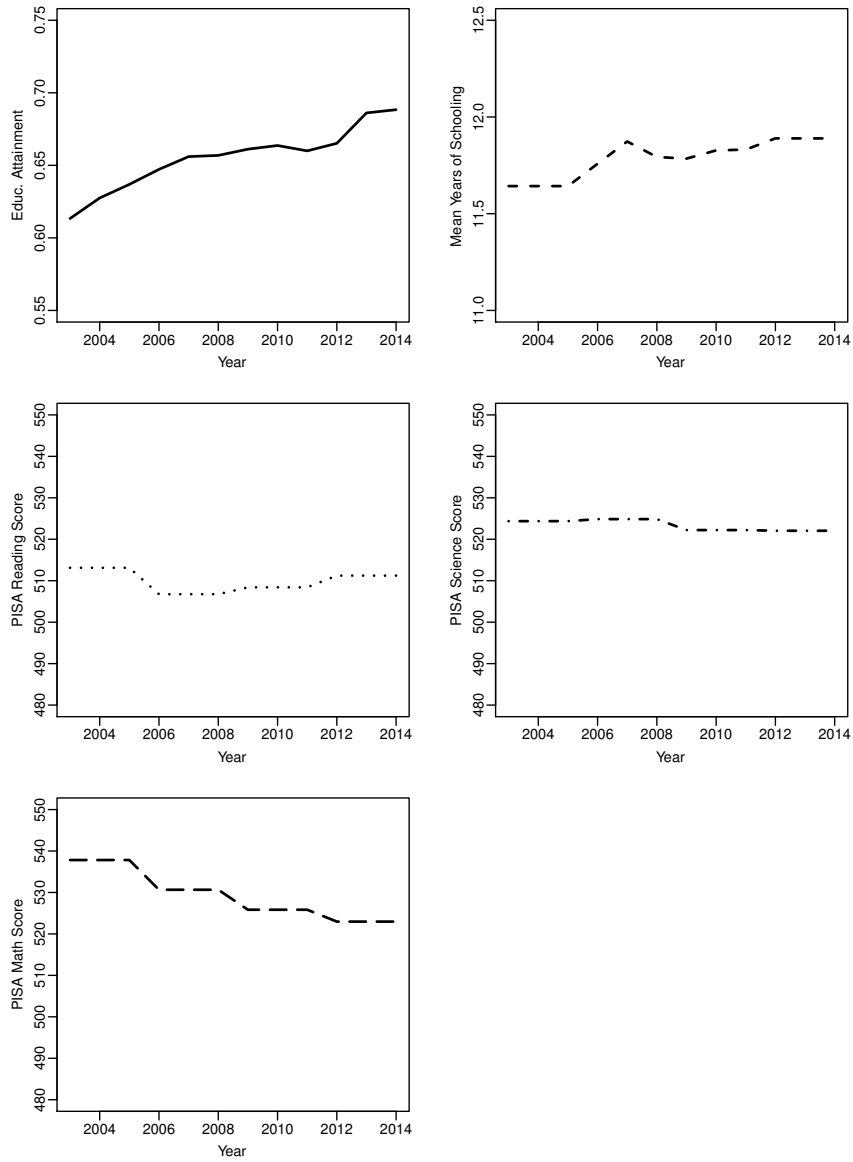 0.75
0.70
0.65
0.60
0.55
Educ. Attainment
2004 2006 2008 2010 2012 2014
Year
12.5
12.0
11.5
11.0
Mean Years of Schooling
2004 2006 2008 2010 2012 2014
Year
550
540
530
520
510
500
490
480
PISA Reading Score
2004 2006 2008 2010 2012 2014
Year
550
540
530
520
510
500
490
480
PISA Science Score
2004 2006 2008 2010 2012 2014
Year
550
540
530
520
510
500
490
480
PISA Math Score
2004 2006 2008 2010 2012 2014
Year